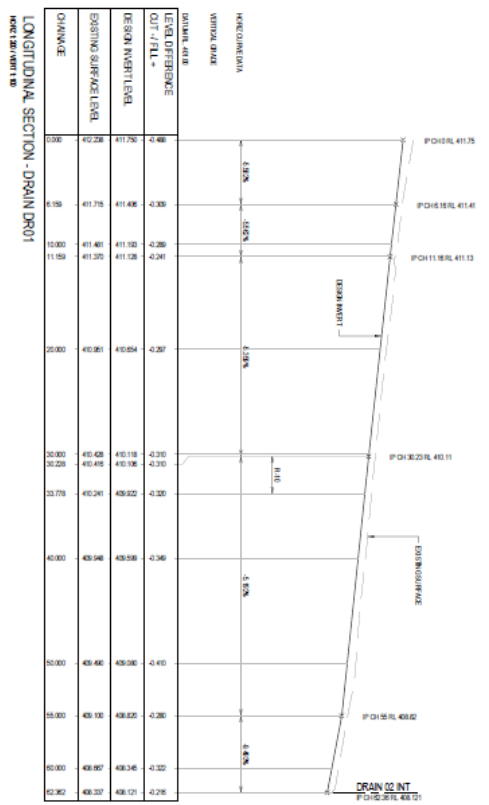 IP CH 0 RL 411.75
IP CH 6.16 RL 411.41
IP CH 11.16 RL 411.13
IP CH 30.23 RL 410.11
IP CH 55 RL 408.82
DRAIN 02 INT
IP CH 62.36 RL 408.121
DESIGN INVERT
EXISTING SURFACE
HORIZ CURVE DATA
R-10
VERTICAL GRADE
-5.192%
DATUM RL
LEVEL DIFFERENCE
CUT -/ FILL + -0.488 -0.309 -0.289 -0.241 -0.297 -0.310 -0.310 -0.320 -0.349 -0.410 -0.280 -0.322 -0.216
DESIGN INVERT LEVEL 411.750 411.406 411.193 411.128 410.654 410.118 410.106 409.922 409.599 409.080 408.820 408.345 408.121
EXISTING SURFACE LEVEL 412.238 411.715 411.481 411.370 410.951 410.428 410.416 410.241 409.948 409.490 409.100 408.667 408.337
CHAINAGE 0.000 6.159 10.000 11.159 20.000 30.000 30.228 33.778 40.000 50.000 55.000 60.000 62.362
LONGITUDINAL SECTION - DRAIN DR01